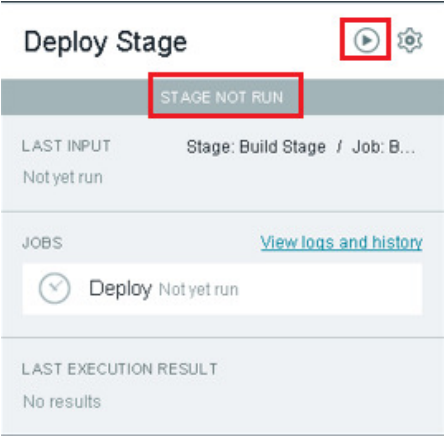 Deploy Stage
STAGE NOT RUN
LAST INPUT Stage: Build Stage / Job: B...
Not yet run
JOBS View logs and history
Deploy Not yet run
LAST EXECUTION RESULT
No results